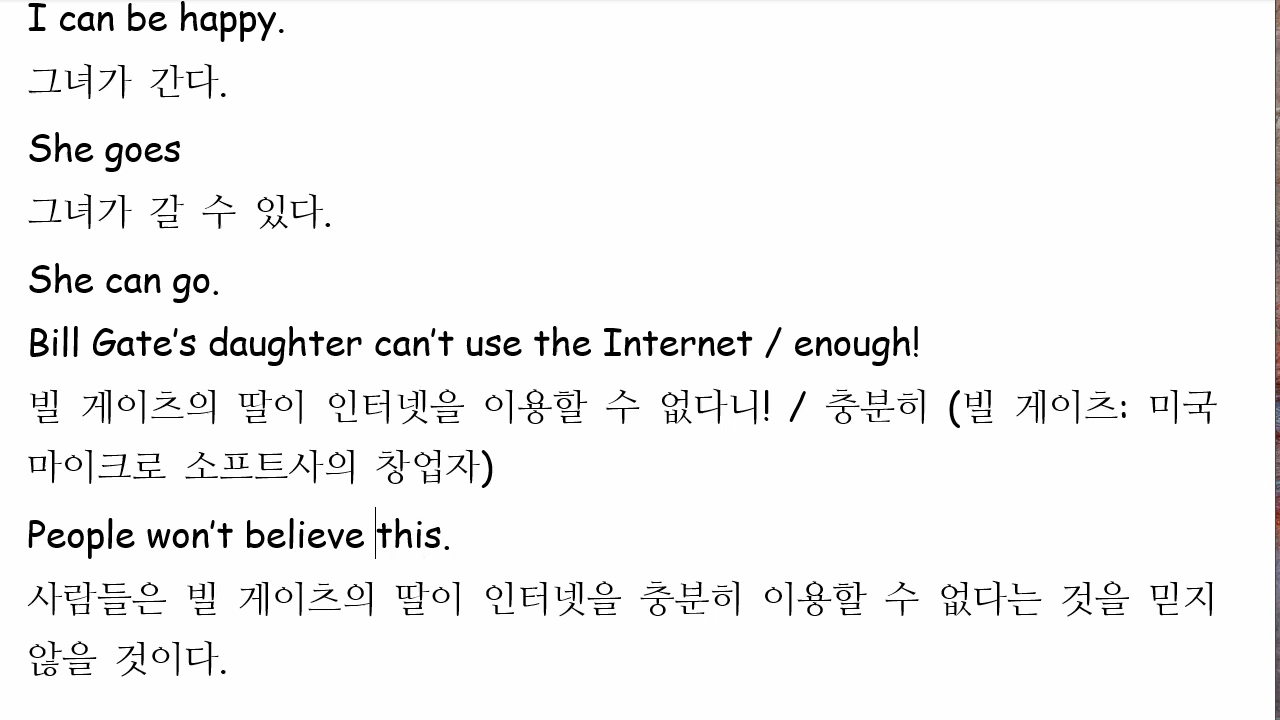 I can be happy.
그녀가 간다.
She goes
그녀가 갈 수 있다.
She can go.
Bill Gate’s daughter can’t use the Internet / enough!
빌 게이츠의 딸이 인터넷을 이용할 수 없다니! / 충분히 (빌 게이츠: 미국
마이크로 소프트사의 창업자)
People won’t believe this.
사람들은 빌 게이츠의 딸이 인터넷을 충분히 이용할 수 없다는 것을 믿지
않을 것이다.